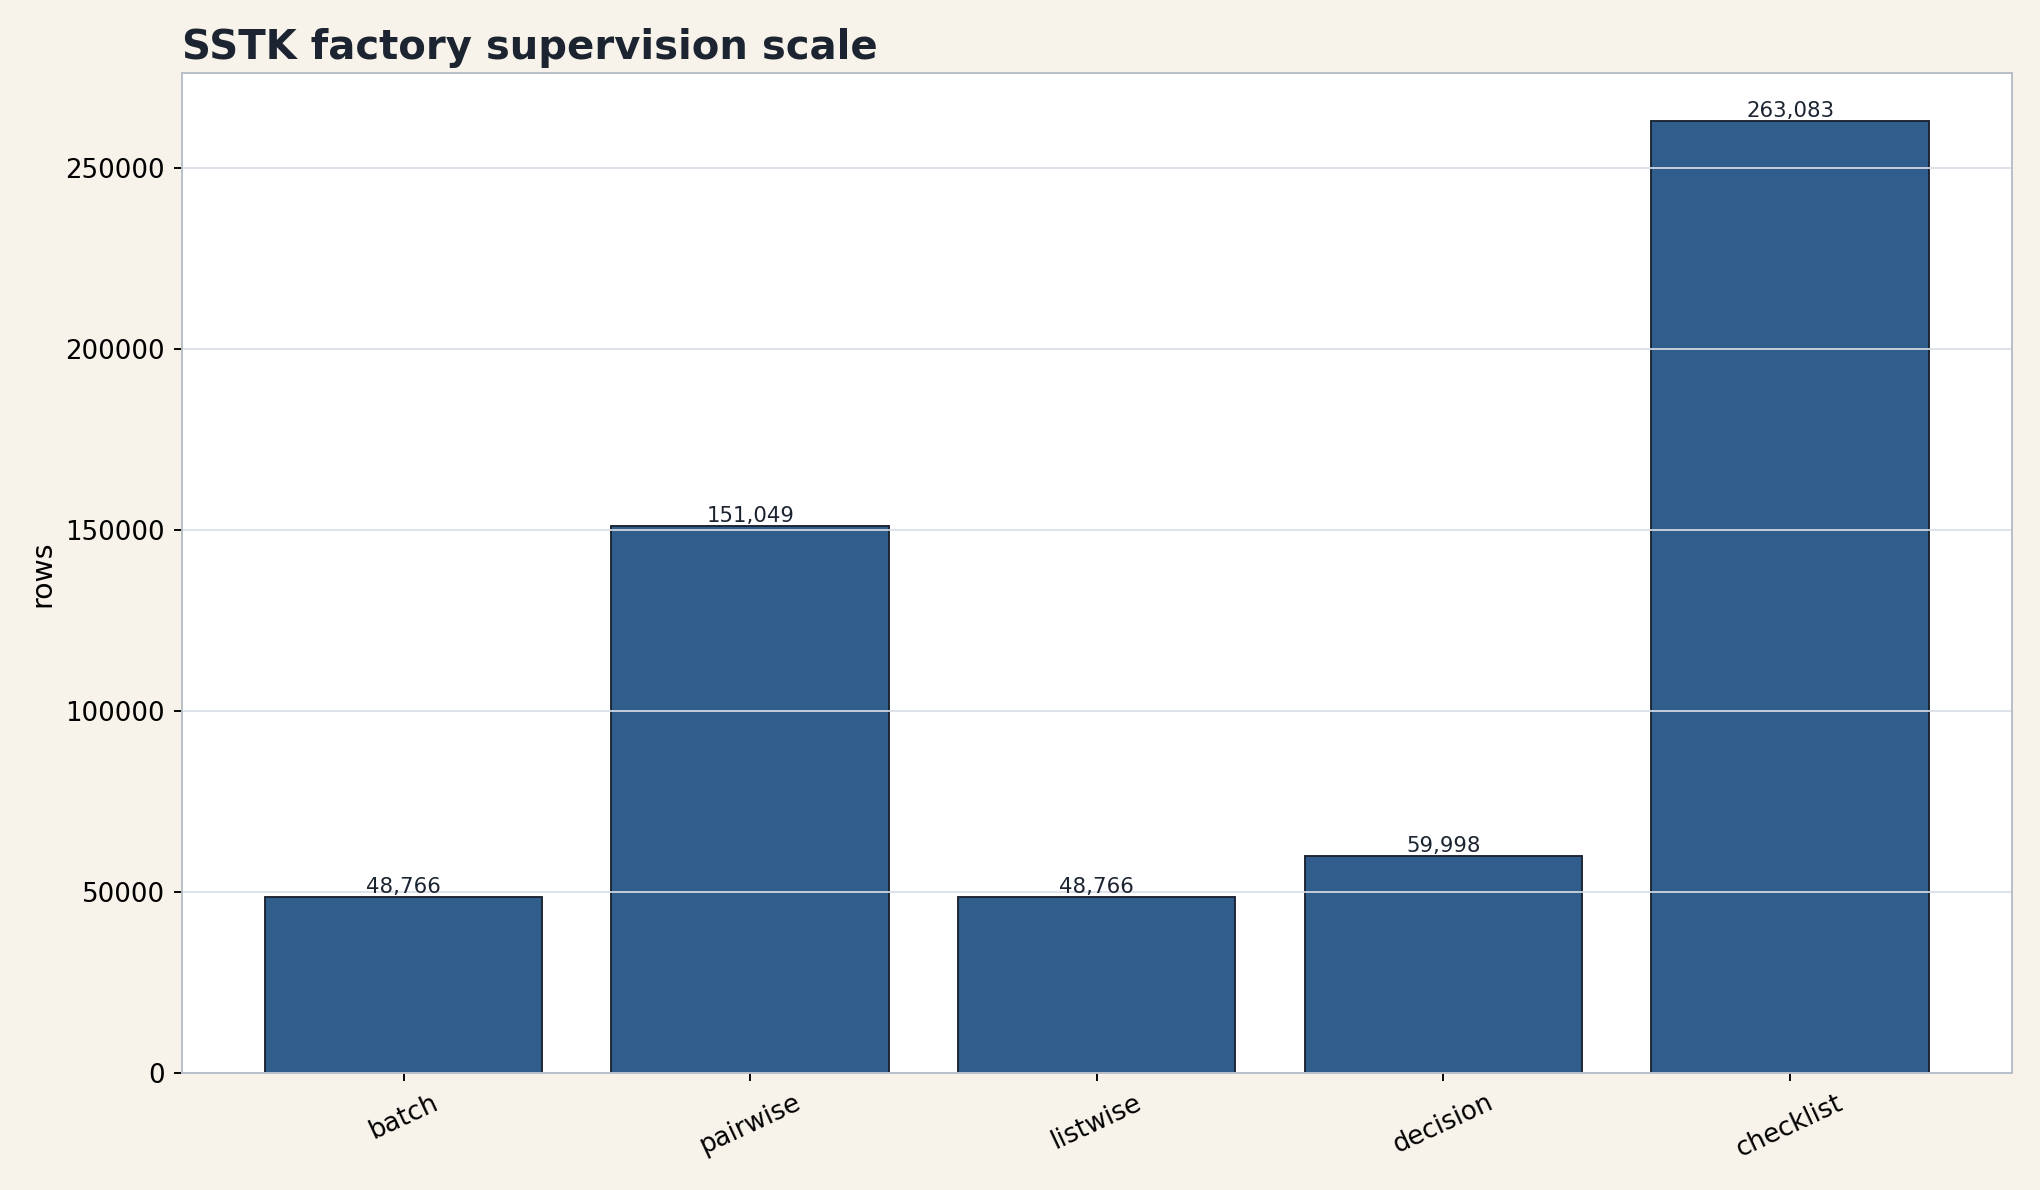 SSTK factory supervision scale
263,083
250000
200000
151,049
150000
rows
100000
59,998
48,766
48,766
50000
0
batch
pairwise
listwise
decision
checklist